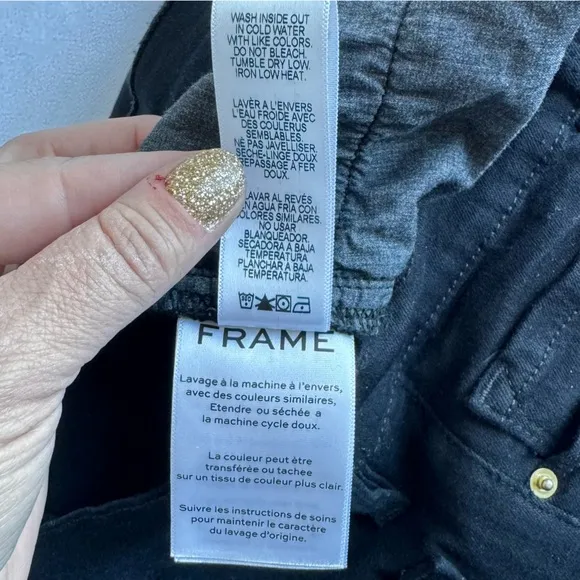 WASH INSIDE OUT
IN COLD WATER
WITH LIKE COLORS.
DO NOT BLEACH.
TUMBLE DRY LOW.
IRON LOW HEAT.
LAVÈR A L'ENVERS
L'EAU FROIDE AVEC
DES COULERUS
SEMBLABLES.
NE PAS JAVELLISER.
SÈCHE-LINGE DOUX
REPASSAGE A FER
DOUX.
LAVAR AL REVÉS
EN AGUA FRIA CON
COLORES SIMILARES.
NO USAR
BLANQUEADOR.
SECADORA A BAJA
TEMPERATURA.
PLANCHAR A BAJA
TEMPERATURA.
FRAME
Lavage à la machine à l'envers,
avec des couleurs similaires,
Etendre ou séchée a
la machine cycle doux.
La couleur peut être
transférée ou tachee
sur un tissu de couleur plus clair.
Suivre les instructions de soins
pour maintenir le caractère
du lavage d'origine.